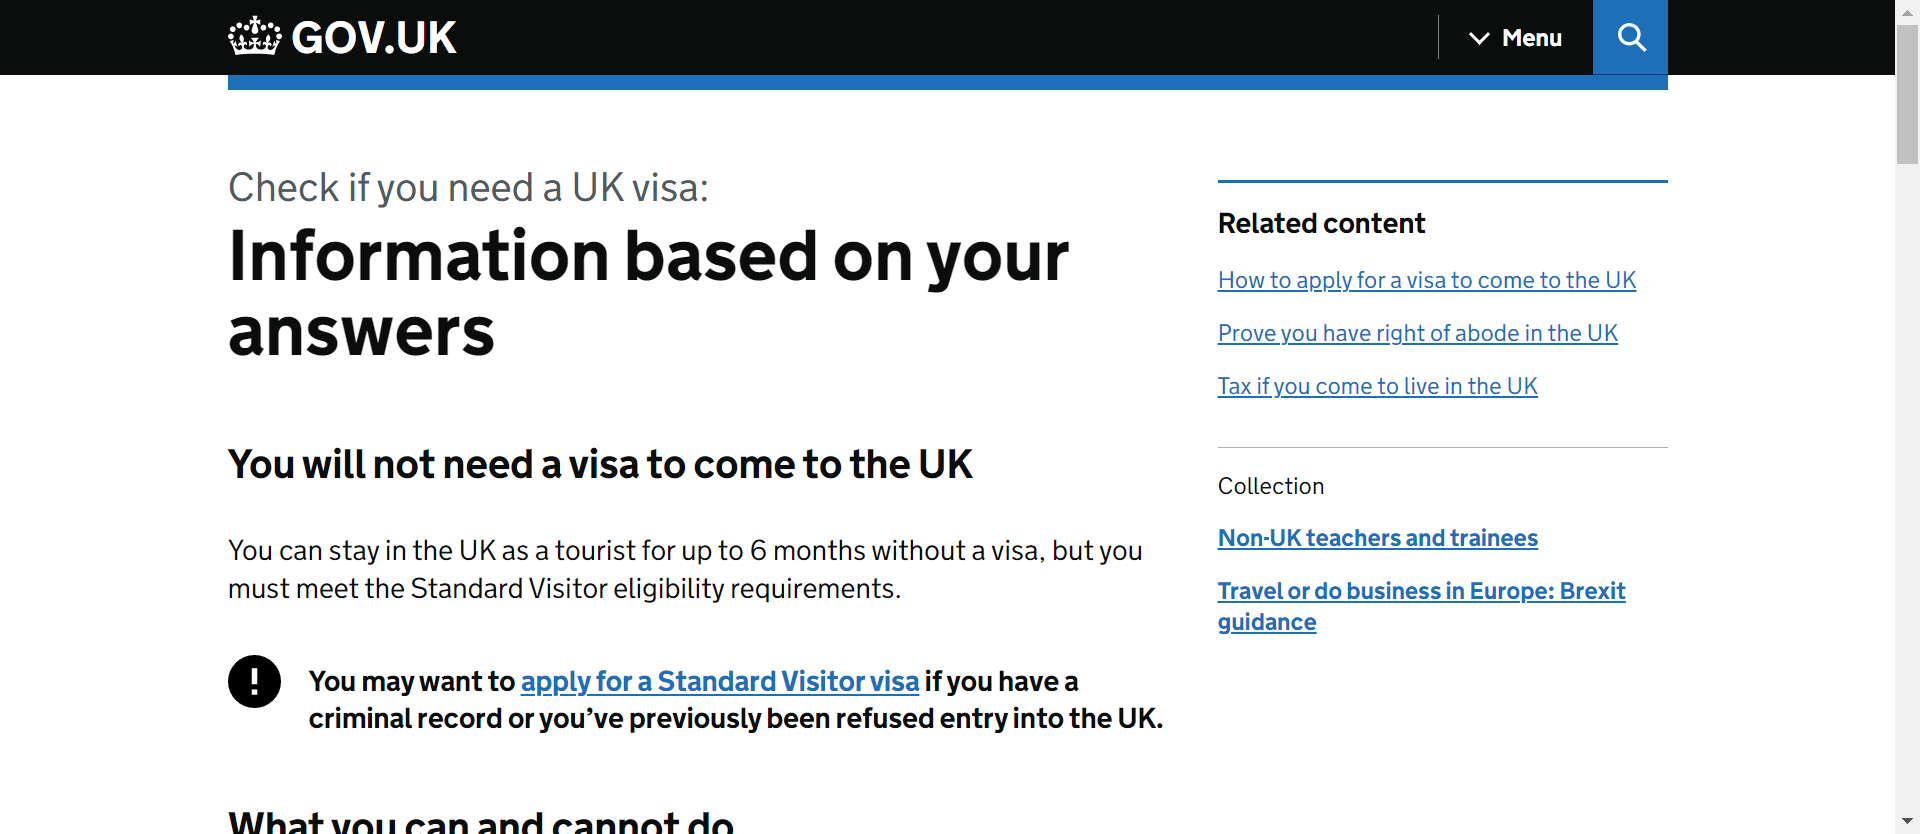 GOV.UK
Menu
Check if you need a UK visa:
Information based on your
answers
You will not need a visa to come to the UK
You can stay in the UK as a tourist for up to 6 months without a visa, but you
must meet the Standard Visitor eligibility requirements.
You may want to apply for a Standard Visitor visa if you have a
criminal record or you’ve previously been refused entry into the UK.
What you can and cannot do
Related content
How to apply for a visa to come to the UK
Prove you have right of abode in the UK
Tax if you come to live in the UK
Collection
Non-UK teachers and trainees
Travel or do business in Europe: Brexit
guidance